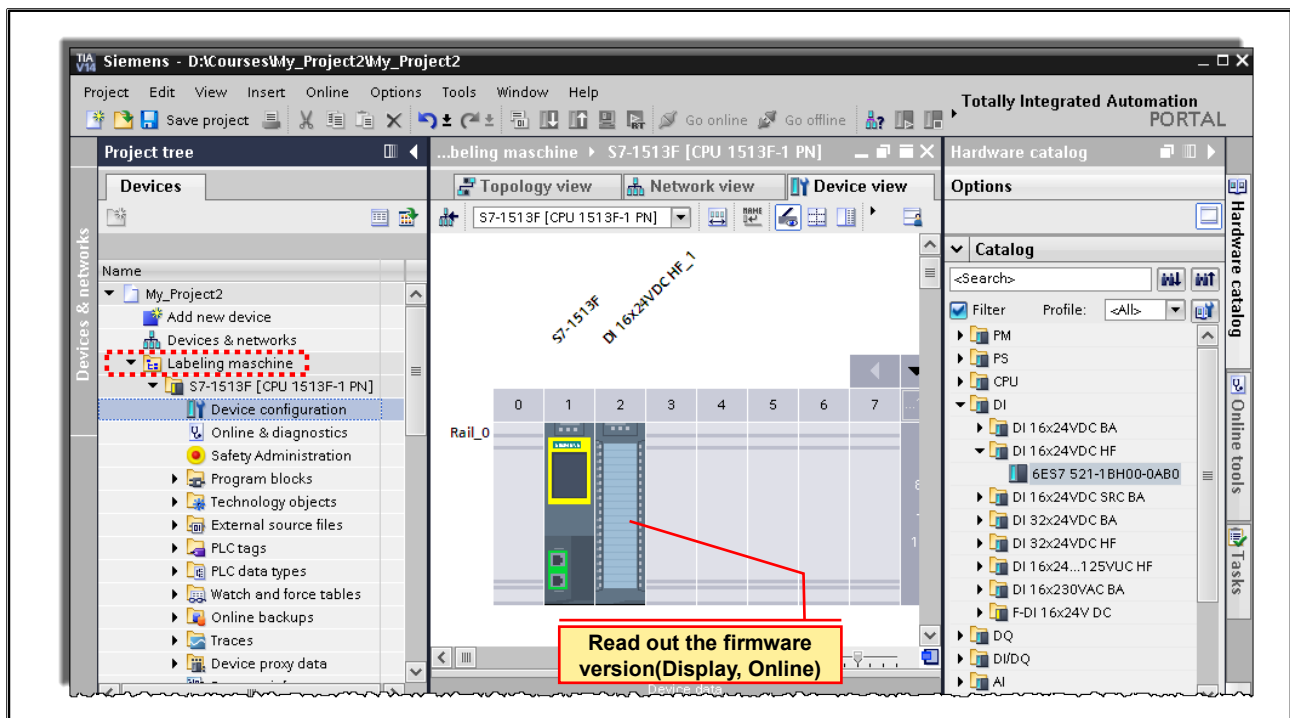 TIA V14 Siemens - D:\Courses\My_Project2\My_Project2
Project Edit View Insert Online Options Tools Window Help
Totally Integrated Automation
PORTAL
Save project Go online Go offline
Project tree
Devices
Name
My_Project2
Add new device
Devices & networks
Labeling maschine
S7-1513F [CPU 1513F-1 PN]
Device configuration
Online & diagnostics
Safety Administration
Program blocks
Technology objects
External source files
PLC tags
PLC data types
Watch and force tables
Online backups
Traces
Device proxy data
Devices & networks
...beling maschine S7-1513F [CPU 1513F-1 PN]
Topology view Network view Device view
S7-1513F [CPU 1513F-1 PN]
S7-1513F
DI 16x24VDC HF_1
0 1 2 3 4 5 6 7
Rail_0
SIEMENS
Read out the firmware
version(Display, Online)
Device data
Hardware catalog
Options
Catalog
<Search>
Filter Profile: <All>
PM
PS
CPU
DI
DI 16x24VDC BA
DI 16x24VDC HF
6ES7 521-1BH00-0AB0
DI 16x24VDC SRC BA
DI 32x24VDC BA
DI 32x24VDC HF
DI 16x24...125VUC HF
DI 16x230VAC BA
F-DI 16x24V DC
DQ
DI/DQ
AI
Hardware catalog
Online tools
Tasks